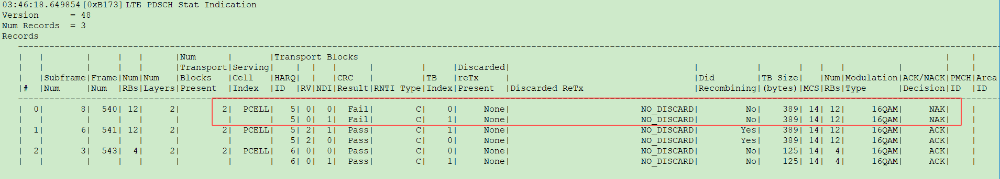 03:46:18.649854 [0xB173] LTE PDSCH Stat Indication
Version = 48
Num Records = 3
Records
------------------------------------------------------------
| | | | | |Num | |Transport Blocks | |
| | | | | |Transport|Serving| | | | | | |Discarded| | | | | | | | |
| |Subframe|Frame|Num|Num |Blocks |Cell |HARQ| | |CRC | |TB |reTx | |Did |TB Size| |Num|Modulation|ACK/NACK|PMCH|Area
|# |Num |Num |RBs|Layers|Present |Index |ID |RV|NDI|Result|RNTI Type|Index|Present |Discarded ReTx |Recombining|(bytes)|MCS|RBs|Type |Decision|ID |ID
------------------------------------------------------------
| 0| 8| 540| 12| 2| 2| PCELL| 5| 0| 0| Fail| C| 0| None| NO_DISCARD| No| 389| 14| 12| 16QAM| NAK| |
| | | | | | | | 5| 0| 1| Fail| C| 1| None| NO_DISCARD| No| 389| 14| 12| 16QAM| NAK| |
| 1| 6| 541| 12| 2| 2| PCELL| 5| 2| 1| Pass| C| 1| None| NO_DISCARD| Yes| 389| 14| 12| 16QAM| ACK| |
| | | | | | | | 5| 2| 0| Pass| C| 0| None| NO_DISCARD| Yes| 389| 14| 12| 16QAM| ACK| |
| 2| 3| 543| 4| 2| 2| PCELL| 6| 0| 0| Pass| C| 0| None| NO_DISCARD| No| 125| 14| 4| 16QAM| ACK| |
| | | | | | | | 6| 0| 1| Pass| C| 1| None| NO_DISCARD| No| 125| 14| 4| 16QAM| ACK| |